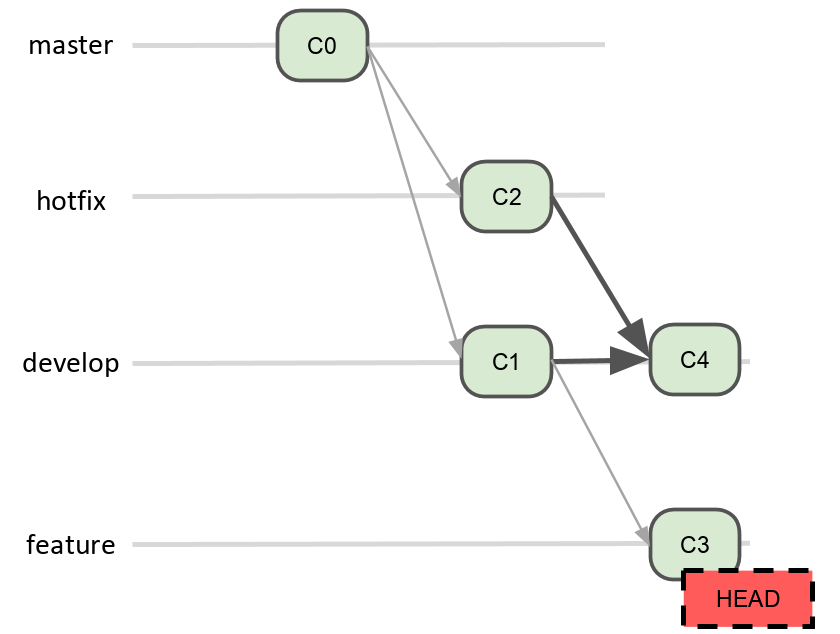 master
C0
hotfix
C2
develop
C1
C4
feature
C3
HEAD